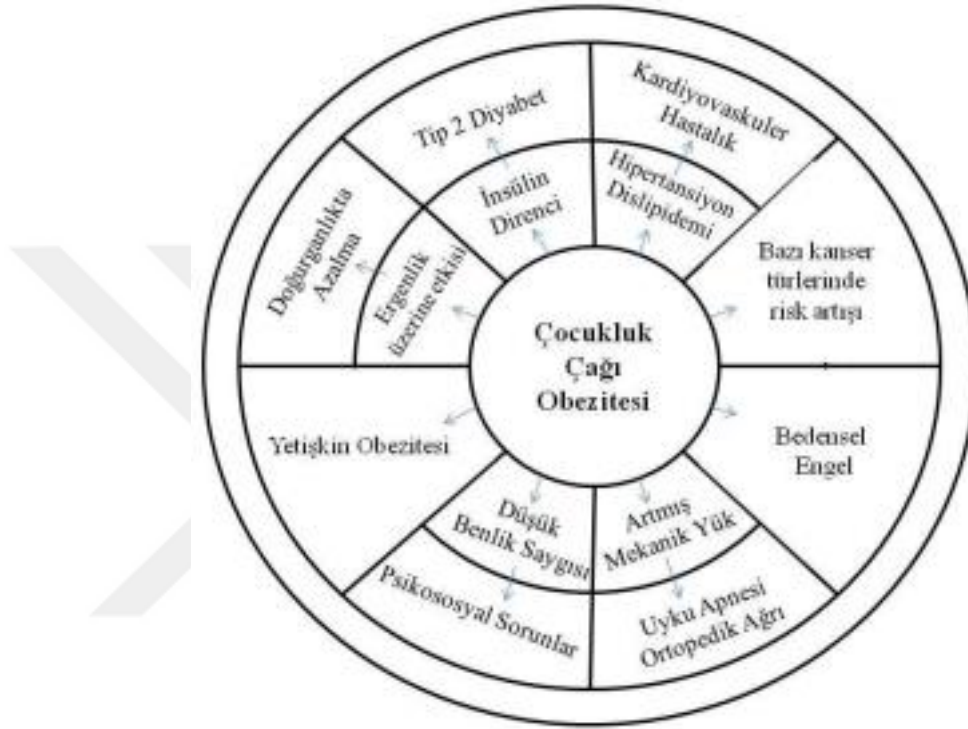 Kardiyovaskuler
Hastalık
Hipertansiyon
Dislipidemi
Bazı kanser
türlerinde
risk artışı
Bedensel
Engel
Artmış
Mekanik Yük
Uyku Apnesi
Ortopedik Ağrı
Düşük
Benlik Saygısı
Psikososyal Sorunlar
Yetişkin Obezitesi
Ergenlik
üzerine etkisi
Doğurganlıkta
Azalma
İnsülin
Direnci
Tip 2 Diyabet
Çocukluk
Çağı
Obezitesi